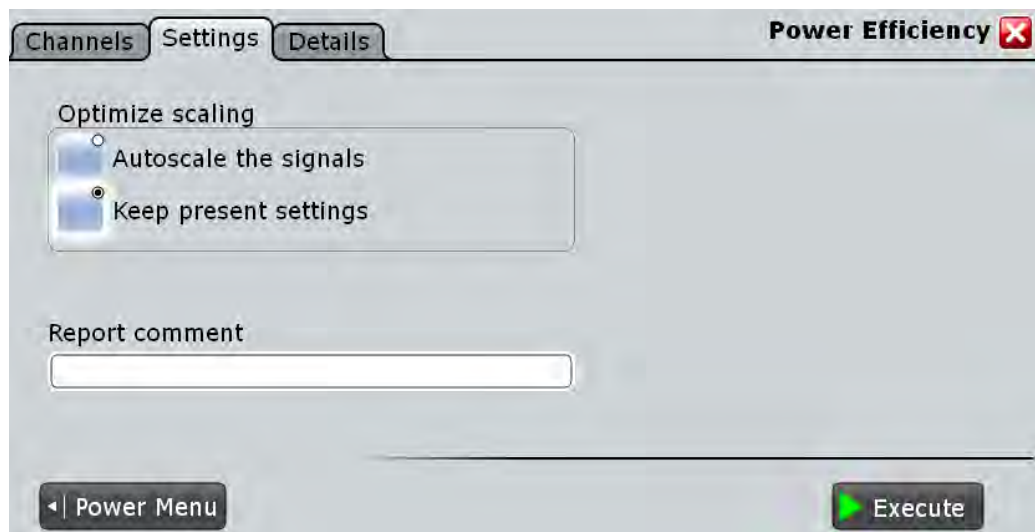 Channels Settings Details Power Efficiency
Optimize scaling
Autoscale the signals
Keep present settings
Report comment
Power Menu Execute